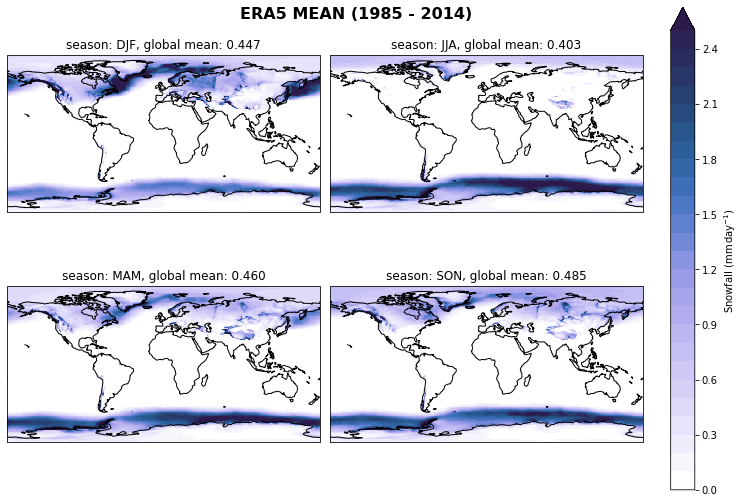 ERA5 MEAN (1985 - 2014)
season: DJF, global mean: 0.447
season: JJA, global mean: 0.403
season: MAM, global mean: 0.460
season: SON, global mean: 0.485
2.4
2.1
1.8
1.5
1.2
0.9
0.6
0.3
0.0
Snowfall (mm day⁻¹)